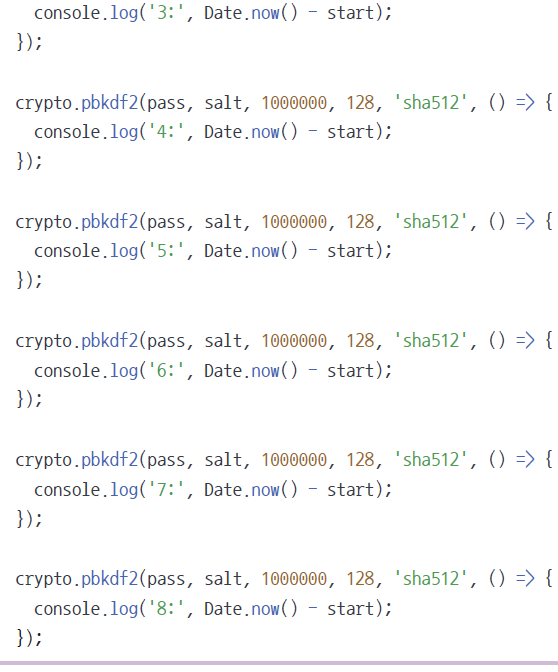 console.log('3:', Date.now() - start);
});
crypto.pbkdf2(pass, salt, 1000000, 128, 'sha512', () => {
console.log('4:', Date.now() - start);
});
crypto.pbkdf2(pass, salt, 1000000, 128, 'sha512', () => {
console.log('5:', Date.now() - start);
});
crypto.pbkdf2(pass, salt, 1000000, 128, 'sha512', () => {
console.log('6:', Date.now() - start);
});
crypto.pbkdf2(pass, salt, 1000000, 128, 'sha512', () => {
console.log('7:', Date.now() - start);
});
crypto.pbkdf2(pass, salt, 1000000, 128, 'sha512', () => {
console.log('8:', Date.now() - start);
});